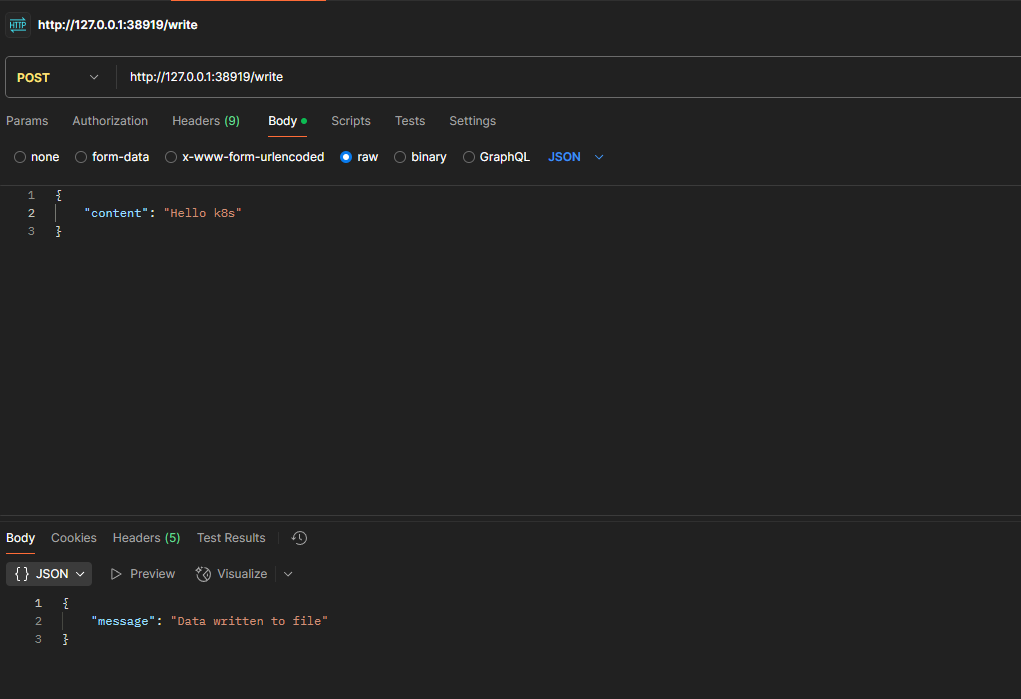 HTTP http://127.0.0.1:38919/write
POST http://127.0.0.1:38919/write
Params Authorization Headers (9) Body Scripts Tests Settings
none form-data x-www-form-urlencoded raw binary GraphQL JSON
1 {
2 "content": "Hello k8s"
3 }
Body Cookies Headers (5) Test Results
{} JSON Preview Visualize
1 {
2 "message": "Data written to file"
3 }